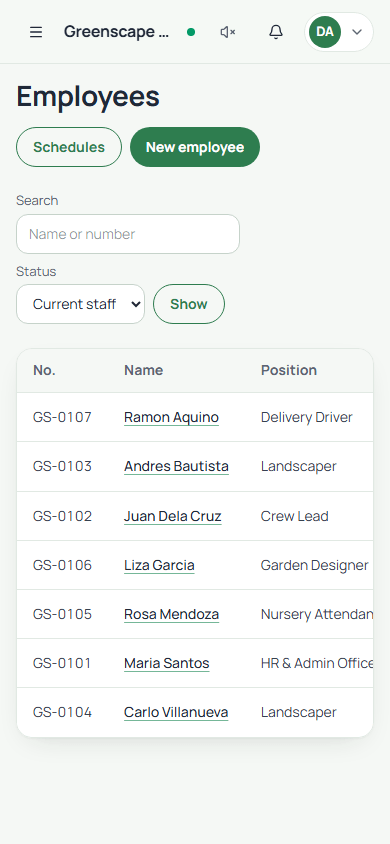 Greenscape ...
DA
Employees
Schedules
New employee
Search
Name or number
Status
Current staff
Show
No. Name Position
GS-0107 Ramon Aquino Delivery Driver
GS-0103 Andres Bautista Landscaper
GS-0102 Juan Dela Cruz Crew Lead
GS-0106 Liza Garcia Garden Designer
GS-0105 Rosa Mendoza Nursery Attendan
GS-0101 Maria Santos HR & Admin Office
GS-0104 Carlo Villanueva Landscaper